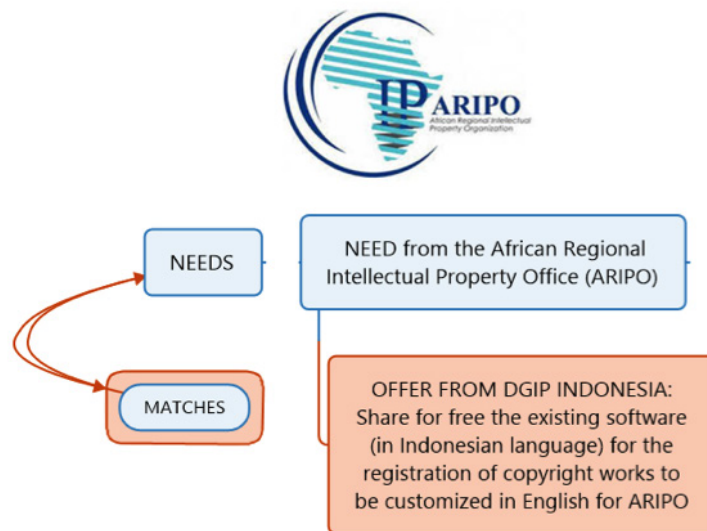 IP ARIPO
African Regional Intellectual
Property Organization
NEEDS
NEED from the African Regional
Intellectual Property Office (ARIPO)
MATCHES
OFFER FROM DGIP INDONESIA:
Share for free the existing software
(in Indonesian language) for the
registration of copyright works to
be customized in English for ARIPO